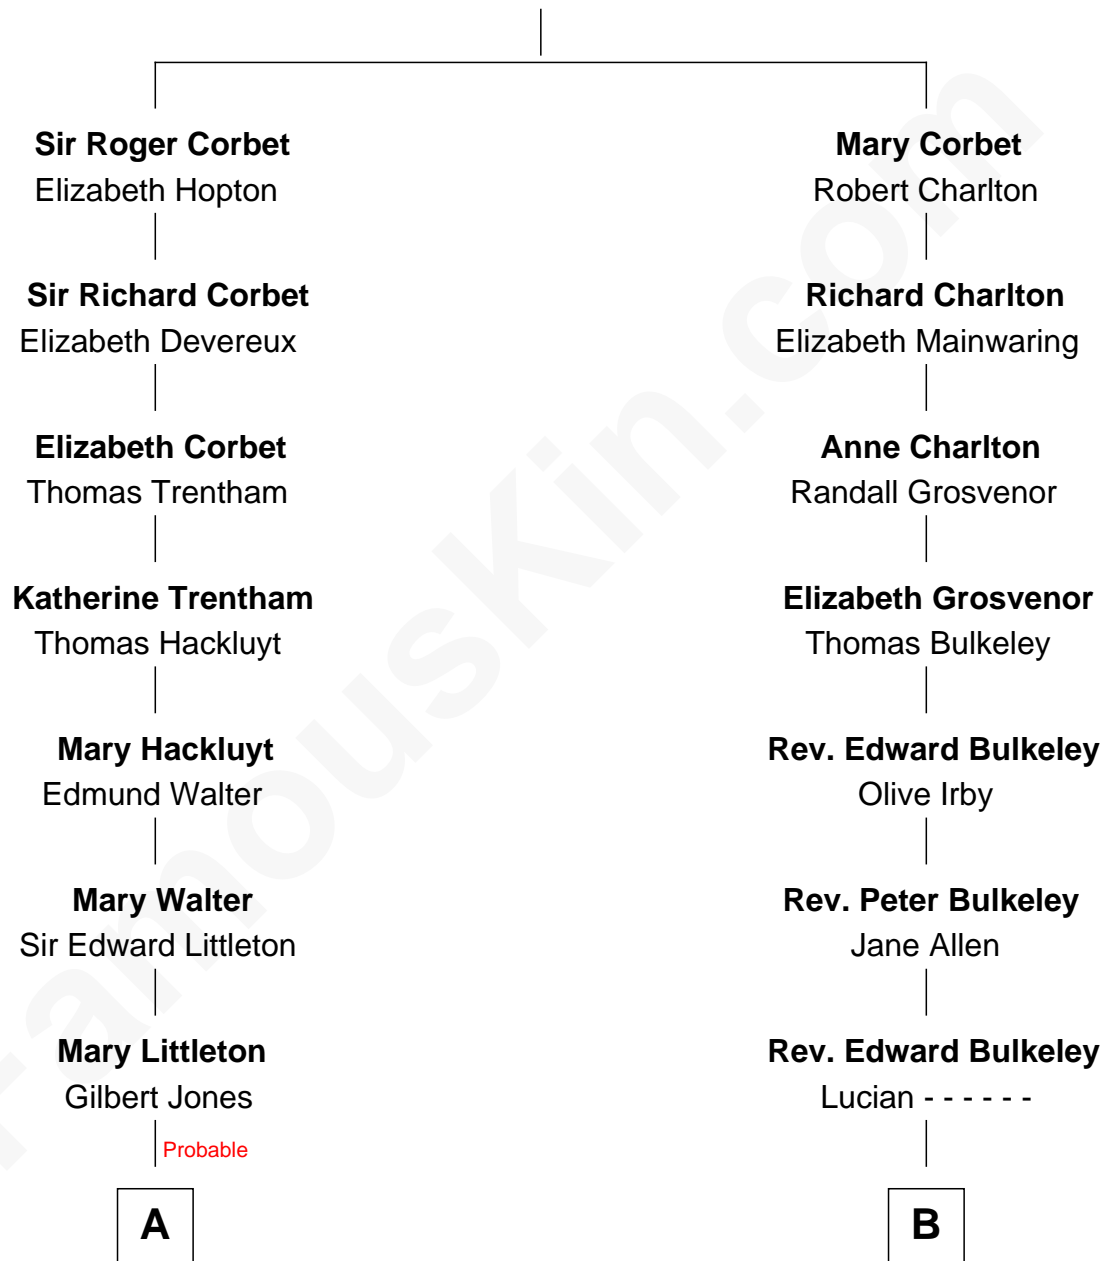 Sir Roger Corbet
Elizabeth Hopton
Sir Richard Corbet
Elizabeth Devereux
Elizabeth Corbet
Thomas Trentham
Katherine Trentham
Thomas Hackluyt
Mary Hackluyt
Edmund Walter
Mary Walter
Sir Edward Littleton
Mary Littleton
Gilbert Jones
Probable
A
Mary Corbet
Robert Charlton
Richard Charlton
Elizabeth Mainwaring
Anne Charlton
Randall Grosvenor
Elizabeth Grosvenor
Thomas Bulkeley
Rev. Edward Bulkeley
Olive Irby
Rev. Peter Bulkeley
Jane Allen
Rev. Edward Bulkeley
Lucian - - - - - -
B
FamousKin.com